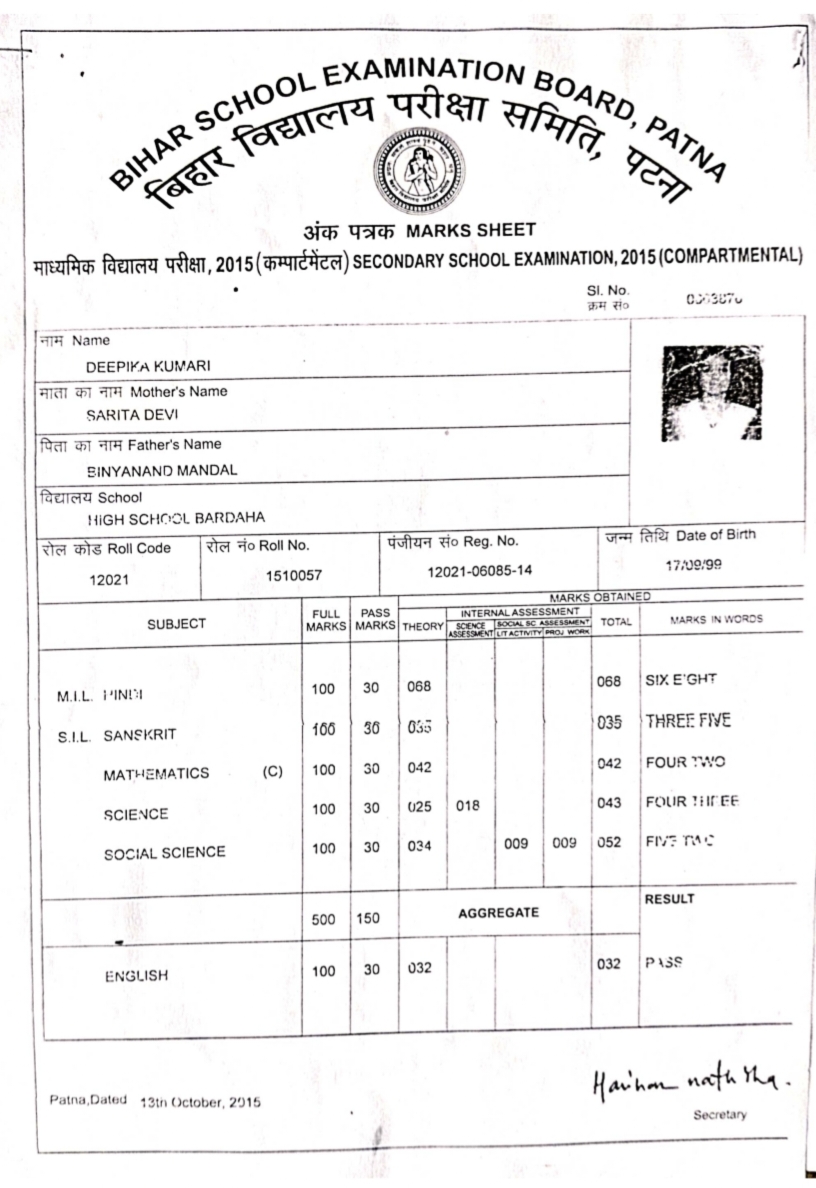 BIHAR SCHOOL EXAMINATION BOARD, PATNA
बिहार विद्यालय परीक्षा समिति, पटना
अंक पत्रक MARKS SHEET
माध्यमिक विद्यालय परीक्षा, 2015 (कम्पार्टमेंटल) SECONDARY SCHOOL EXAMINATION, 2015 (COMPARTMENTAL)
Sl. No.
क्रम सं०
नाम Name
DEEPIKA KUMARI
माता का नाम Mother's Name
SARITA DEVI
पिता का नाम Father's Name
BINYANAND MANDAL
विद्यालय School
HIGH SCHOOL BARDAHA
रोल कोड Roll Code रोल नं० Roll No. पंजीयन सं० Reg. No. जन्म तिथि Date of Birth
12021 1510057 12021-06085-14 17/09/99
MARKS OBTAINED
SUBJECT FULL MARKS PASS MARKS THEORY INTERNAL ASSESSMENT TOTAL MARKS IN WORDS
SCIENCE ASSESSMENT SOCIAL SC. ASSESSMENT
LIT ACTIVITY PROJ. WORK
M.I.L. HINDI 100 30 068 068 SIX EIGHT
S.I.L. SANSKRIT 100 30 035 035 THREE FIVE
MATHEMATICS (C) 100 30 042 042 FOUR TWO
SCIENCE 100 30 025 018 043 FOUR THREE
SOCIAL SCIENCE 100 30 034 009 009 052 FIVE TWO
500 150 AGGREGATE RESULT
ENGLISH 100 30 032 032 PASS
Patna,Dated 13th October, 2015
Secretary